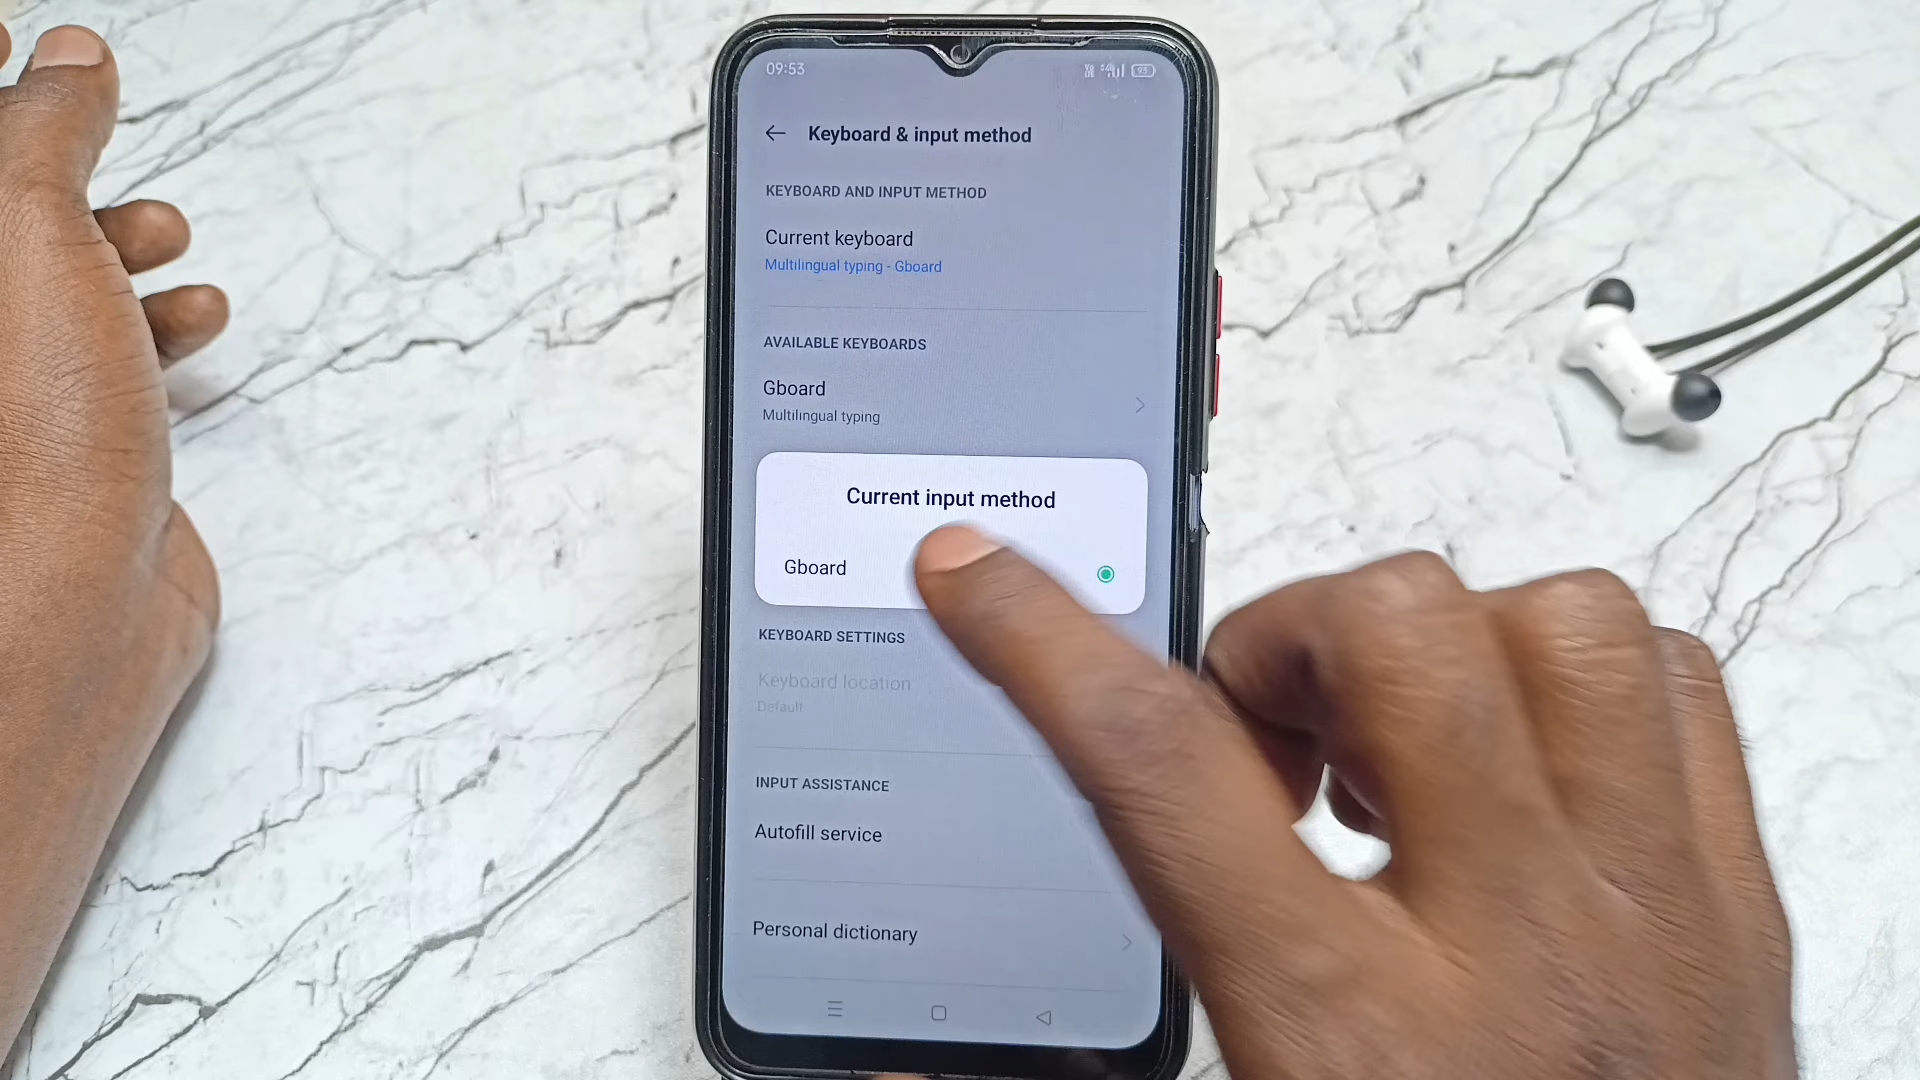 09:53
93
Keyboard & input method
KEYBOARD AND INPUT METHOD
Current keyboard
Multilingual typing - Gboard
AVAILABLE KEYBOARDS
Gboard
Multilingual typing
Current input method
Gboard
KEYBOARD SETTINGS
Keyboard location
Default
INPUT ASSISTANCE
Autofill service
Personal dictionary